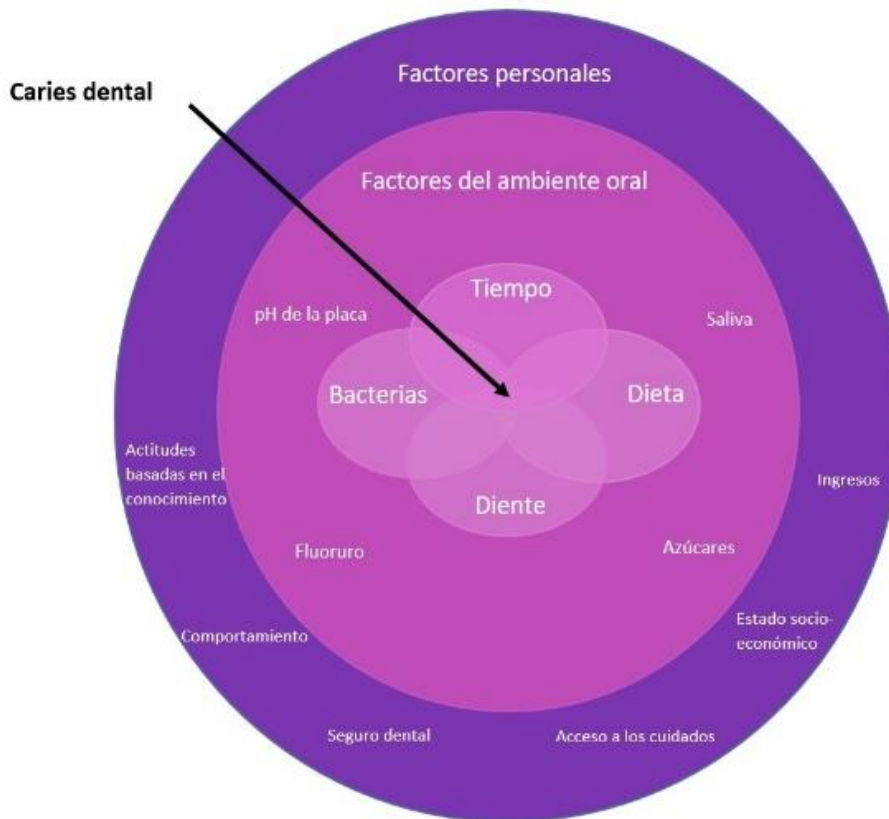 Factores personales
Caries dental
Factores del ambiente oral
Tiempo
pH de la placa
Saliva
Bacterias
Dieta
Actitudes
basadas en el
conocimiento
Ingresos
Diente
Fluoruro
Azúcares
Estado socio-
económico
Comportamiento
Seguro dental
Acceso a los cuidados